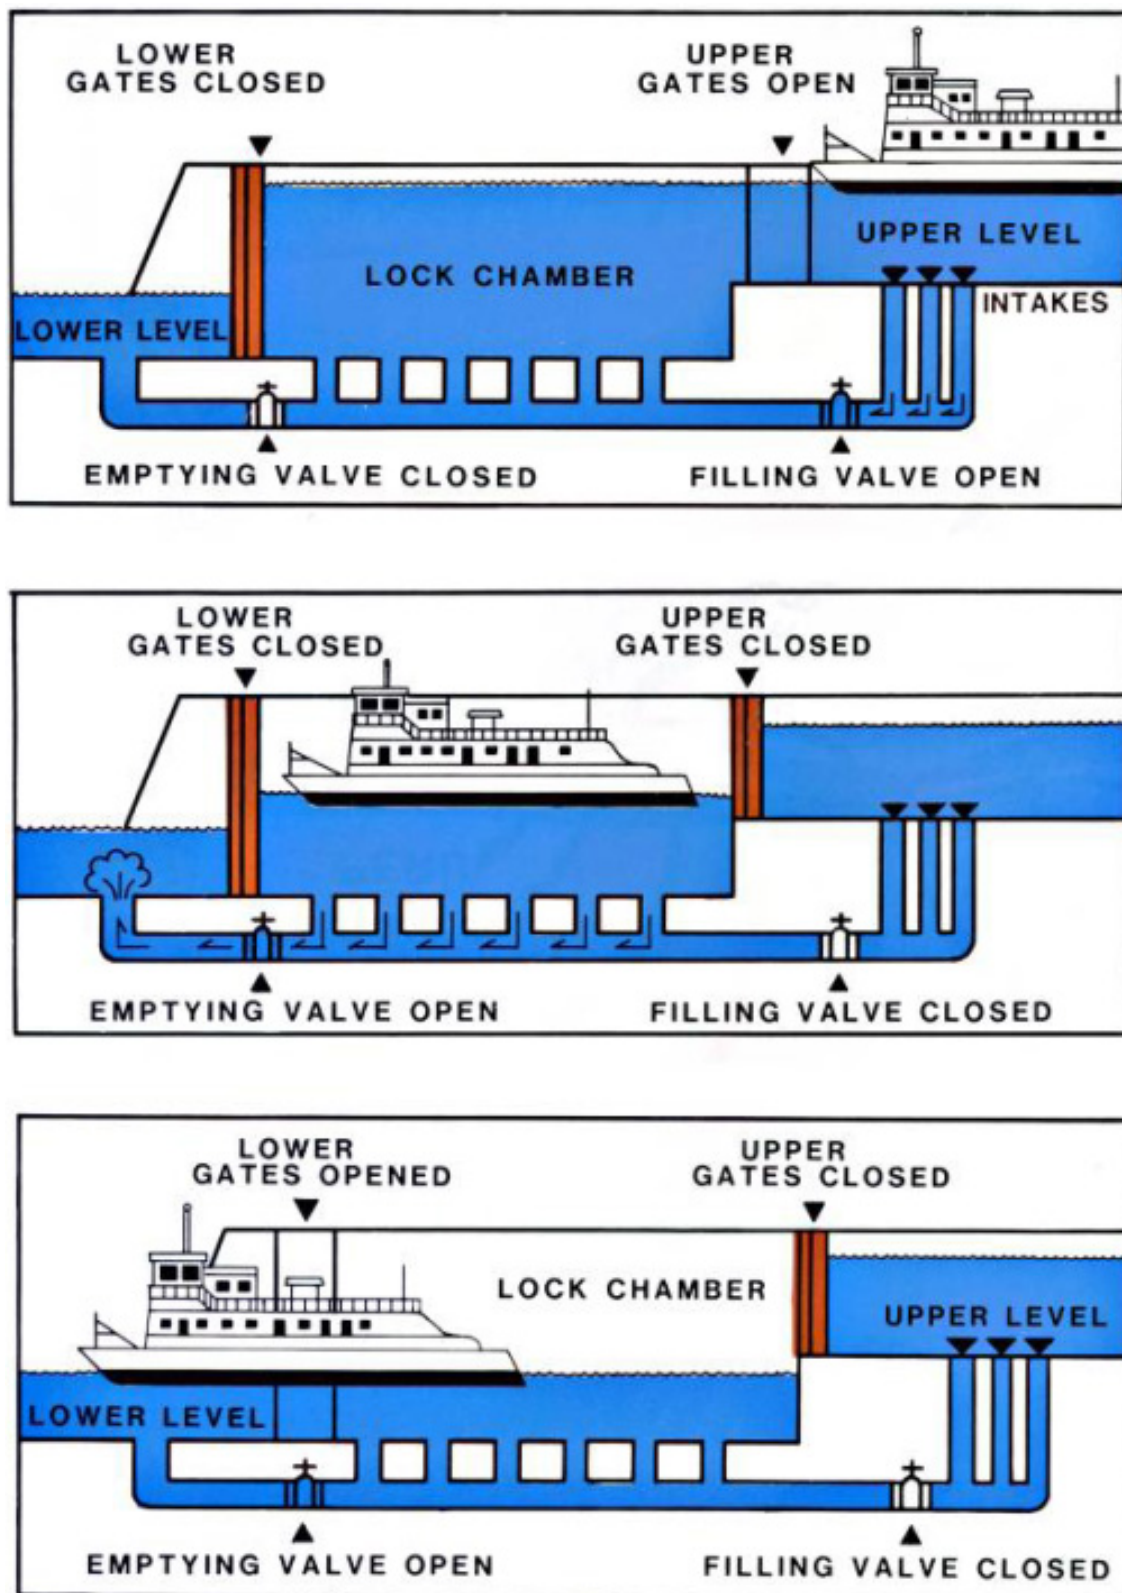 LOWER
GATES CLOSED
UPPER
GATES OPEN
UPPER LEVEL
LOCK CHAMBER
INTAKES
LOWER LEVEL
EMPTYING VALVE CLOSED
FILLING VALVE OPEN
LOWER
GATES CLOSED
UPPER
GATES CLOSED
EMPTYING VALVE OPEN
FILLING VALVE CLOSED
LOWER
GATES OPENED
UPPER
GATES CLOSED
LOCK CHAMBER
UPPER LEVEL
LOWER LEVEL
EMPTYING VALVE OPEN
FILLING VALVE CLOSED